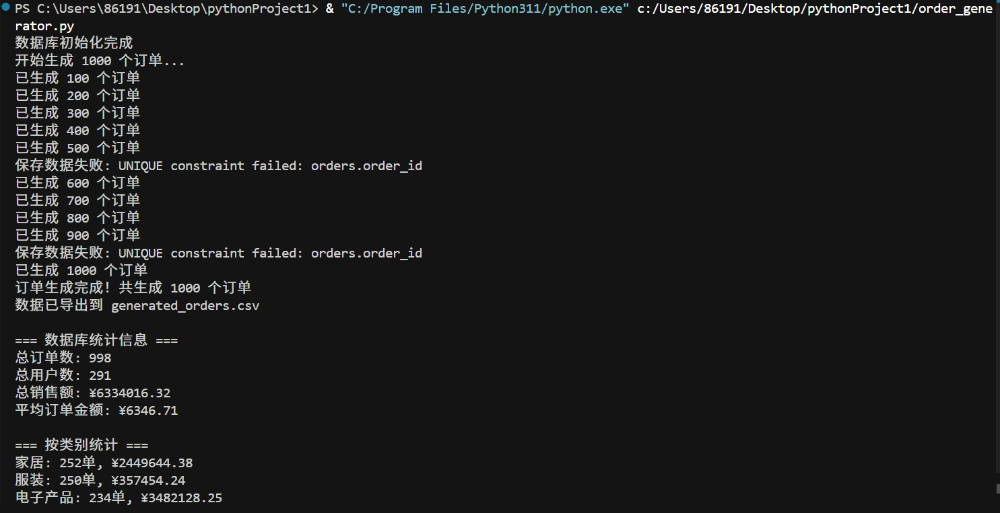 PS C:\Users\86191\Desktop\pythonProject1> & "C:/Program Files/Python311/python.exe" c:/Users/86191/Desktop/pythonProject1/order_gene
rator.py
数据库初始化完成
开始生成 1000 个订单...
已生成 100 个订单
已生成 200 个订单
已生成 300 个订单
已生成 400 个订单
已生成 500 个订单
保存数据失败: UNIQUE constraint failed: orders.order_id
已生成 600 个订单
已生成 700 个订单
已生成 800 个订单
已生成 900 个订单
保存数据失败: UNIQUE constraint failed: orders.order_id
已生成 1000 个订单
订单生成完成! 共生成 1000 个订单
数据已导出到 generated_orders.csv
=== 数据库统计信息 ===
总订单数: 998
总用户数: 291
总销售额: ¥6334016.32
平均订单金额: ¥6346.71
=== 按类别统计 ===
家居: 252单, ¥2449644.38
服装: 250单, ¥357454.24
电子产品: 234单, ¥3482128.25